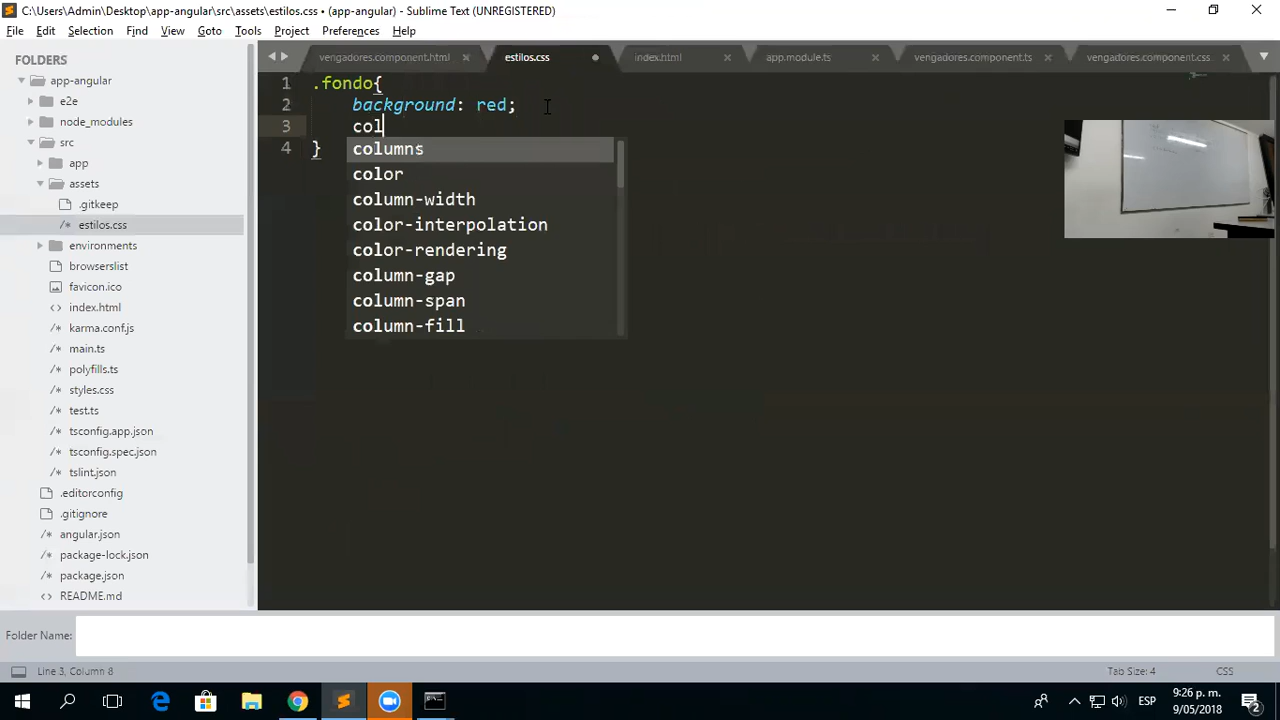 C:\Users\Admin\Desktop\app-angular\src\assets\estilos.css • (app-angular) - Sublime Text (UNREGISTERED)
File Edit Selection Find View Goto Tools Project Preferences Help
FOLDERS
app-angular
e2e
node_modules
src
app
assets
.gitkeep
/* estilos.css
environments
browserslist
favicon.ico
<> index.html
/* karma.conf.js
/* main.ts
/* polyfills.ts
/* styles.css
/* test.ts
/* tsconfig.app.json
/* tsconfig.spec.json
/* tslint.json
.editorconfig
.gitignore
angular.json
/* package-lock.json
/* package.json
<> README.md
vengadores.component.html × estilos.css • index.html × app.module.ts × vengadores.component.ts × vengadores.component.css ×
1 .fondo{
2 background: red;
3 col
4 }
columns
color
column-width
color-interpolation
color-rendering
column-gap
column-span
column-fill
Folder Name:
Line 3, Column 8 Tab Size: 4 CSS
ESP 9:26 p. m.
9/05/2018 2